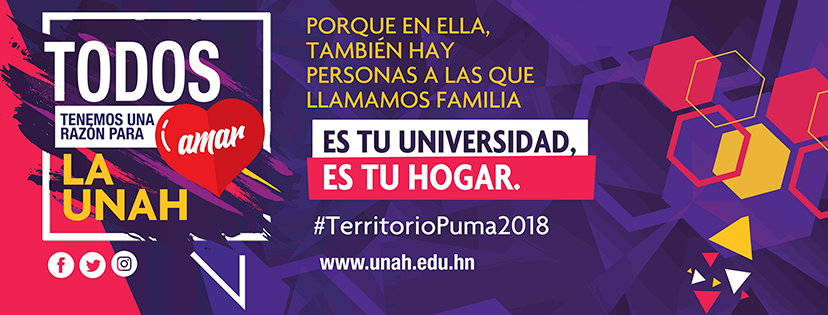 TODOS
TENEMOS UNA
RAZÓN PARA
amar
LA
UNAH
PORQUE EN ELLA,
TAMBIÉN HAY
PERSONAS A LAS QUE
LLAMAMOS FAMILIA
ES TU UNIVERSIDAD,
ES TU HOGAR.
#TerritorioPuma2018
www.unah.edu.hn